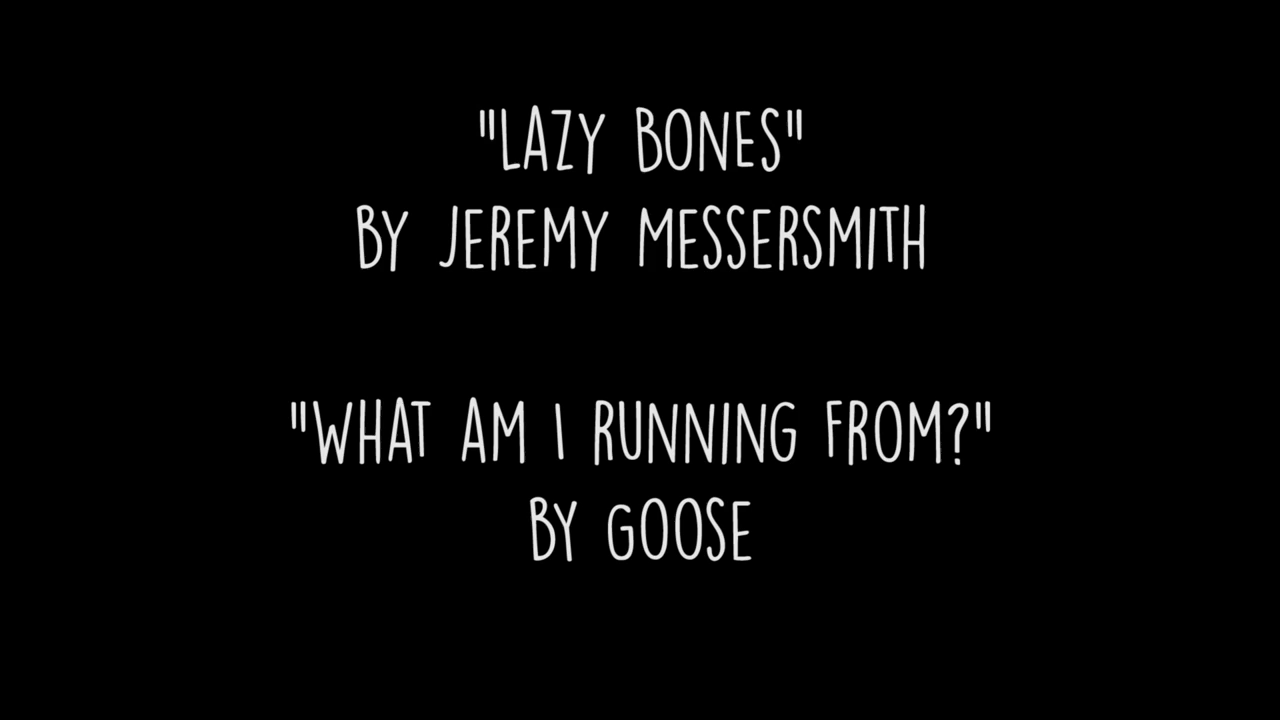 "LAZY BONES"
BY JEREMY MESSERSMITH
"WHAT AM I RUNNING FROM?"
BY GOOSE